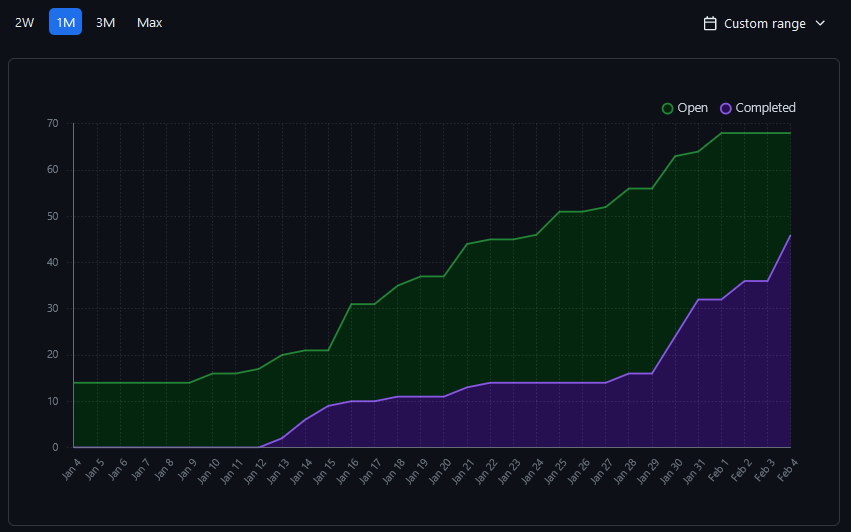 2W 1M 3M Max Custom range
Open Completed
70
60
50
40
30
20
10
0
Jan 4 Jan 5 Jan 6 Jan 7 Jan 8 Jan 9 Jan 10 Jan 11 Jan 12 Jan 13 Jan 14 Jan 15 Jan 16 Jan 17 Jan 18 Jan 19 Jan 20 Jan 21 Jan 22 Jan 23 Jan 24 Jan 25 Jan 26 Jan 27 Jan 28 Jan 29 Jan 30 Jan 31 Feb 1 Feb 2 Feb 3 Feb 4